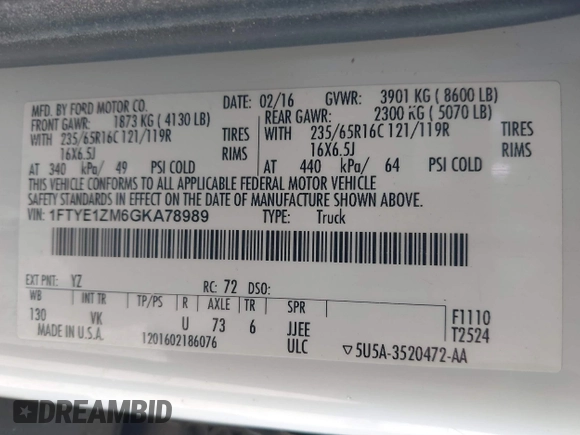 MFD. BY FORD MOTOR CO. DATE: 02/16 GVWR: 3901 KG ( 8600 LB)
FRONT GAWR: 1873 KG ( 4130 LB) REAR GAWR: 2300 KG ( 5070 LB)
WITH 235/65R16C 121/119R TIRES WITH 235/65R16C 121/119R TIRES
16X6.5J RIMS 16X6.5J RIMS
AT 340 kPa/ 49 PSI COLD AT 440 kPa/ 64 PSI COLD
THIS VEHICLE CONFORMS TO ALL APPLICABLE FEDERAL MOTOR VEHICLE
SAFETY STANDARDS IN EFFECT ON THE DATE OF MANUFACTURE SHOWN ABOVE.
VIN: 1FTYE1ZM6GKA78989 TYPE: Truck
EXT PNT: YZ RC: 72 DSO:
WB INT TR TP/PS R AXLE TR SPR F1110
130 VK U 73 6 JJEE T2524
MADE IN U.S.A. 1201602186076 ULC ▽5U5A-3520472-AA
DREAMBID